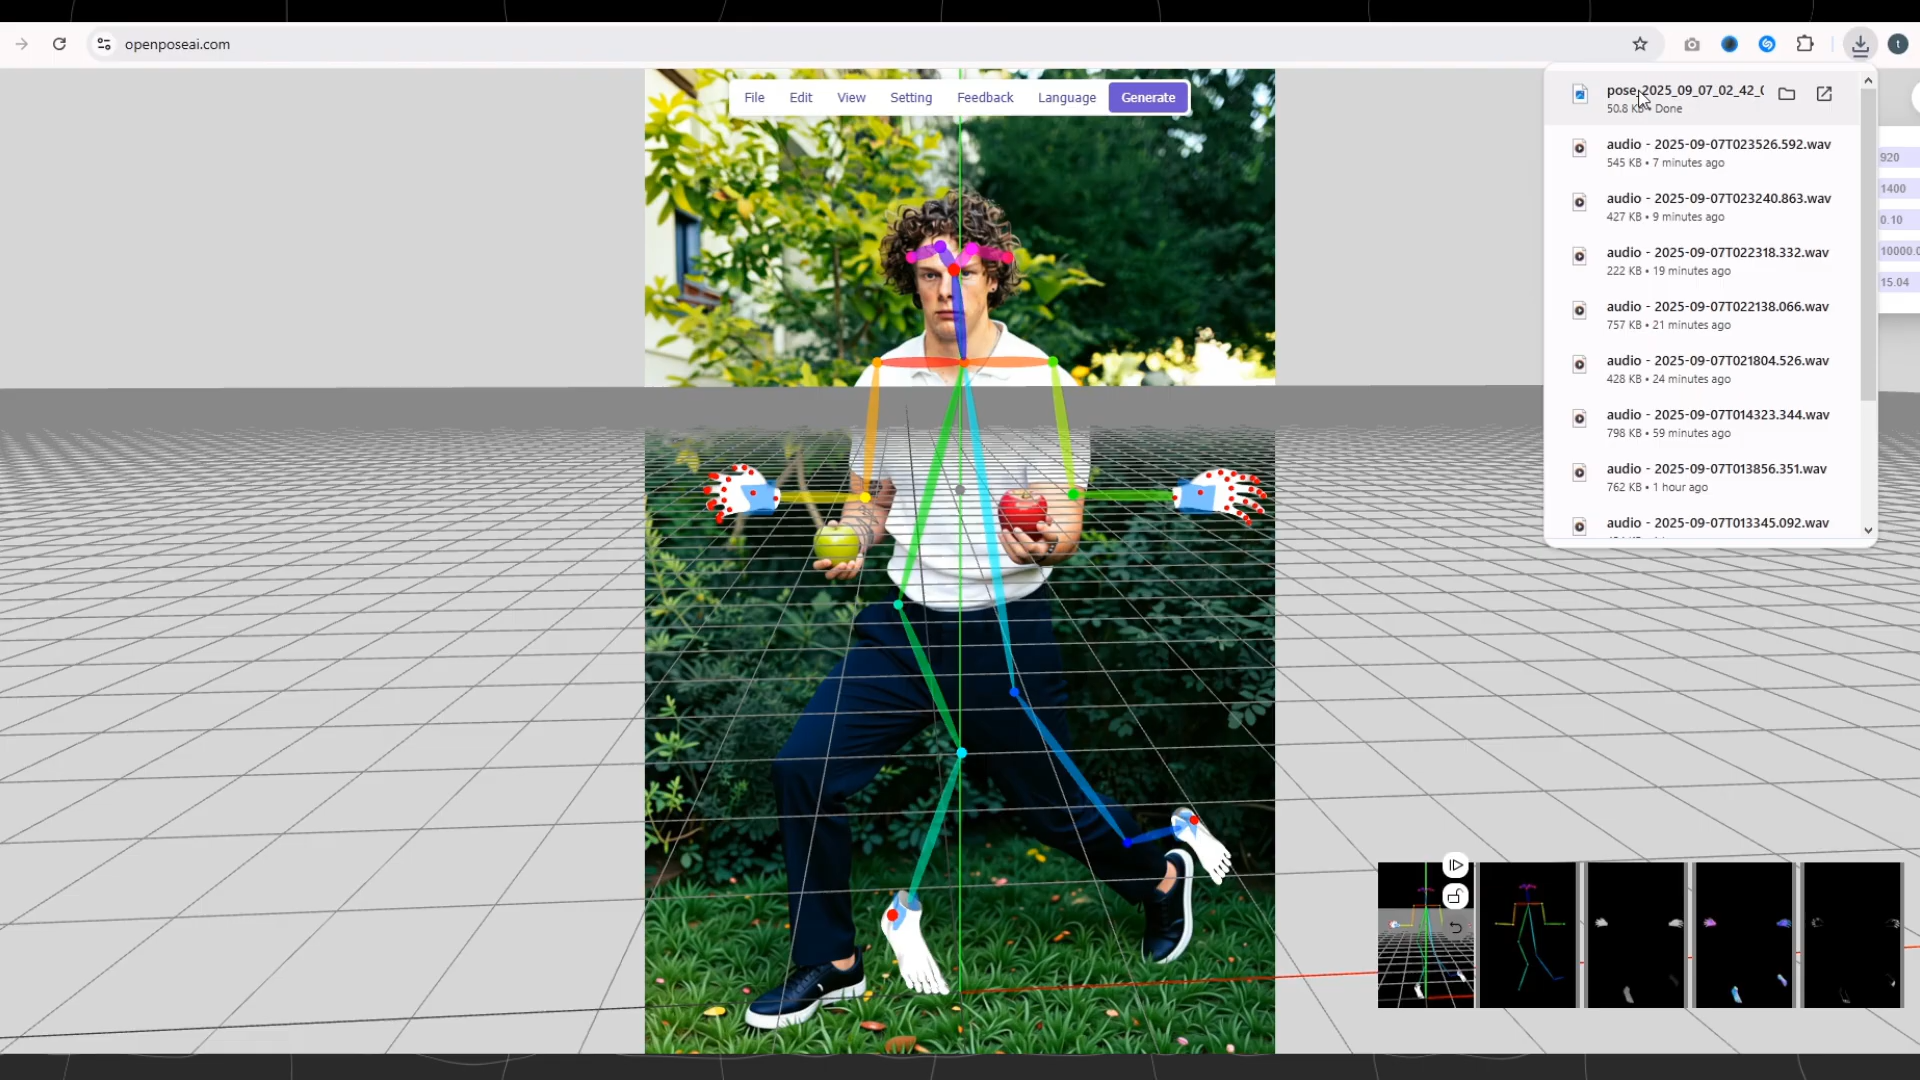 openposeai.com
t
File Edit View Setting Feedback Language Generate
pose_2025_09_07_02_42_0
50.8 KB • Done
audio - 2025-09-07T023526.592.wav
545 KB • 7 minutes ago
audio - 2025-09-07T023240.863.wav
427 KB • 9 minutes ago
audio - 2025-09-07T022318.332.wav
222 KB • 19 minutes ago
audio - 2025-09-07T022138.066.wav
757 KB • 21 minutes ago
audio - 2025-09-07T021804.526.wav
428 KB • 24 minutes ago
audio - 2025-09-07T014323.344.wav
798 KB • 59 minutes ago
audio - 2025-09-07T013856.351.wav
762 KB • 1 hour ago
audio - 2025-09-07T013345.092.wav
920
1400
0.10
10000.0
15.04